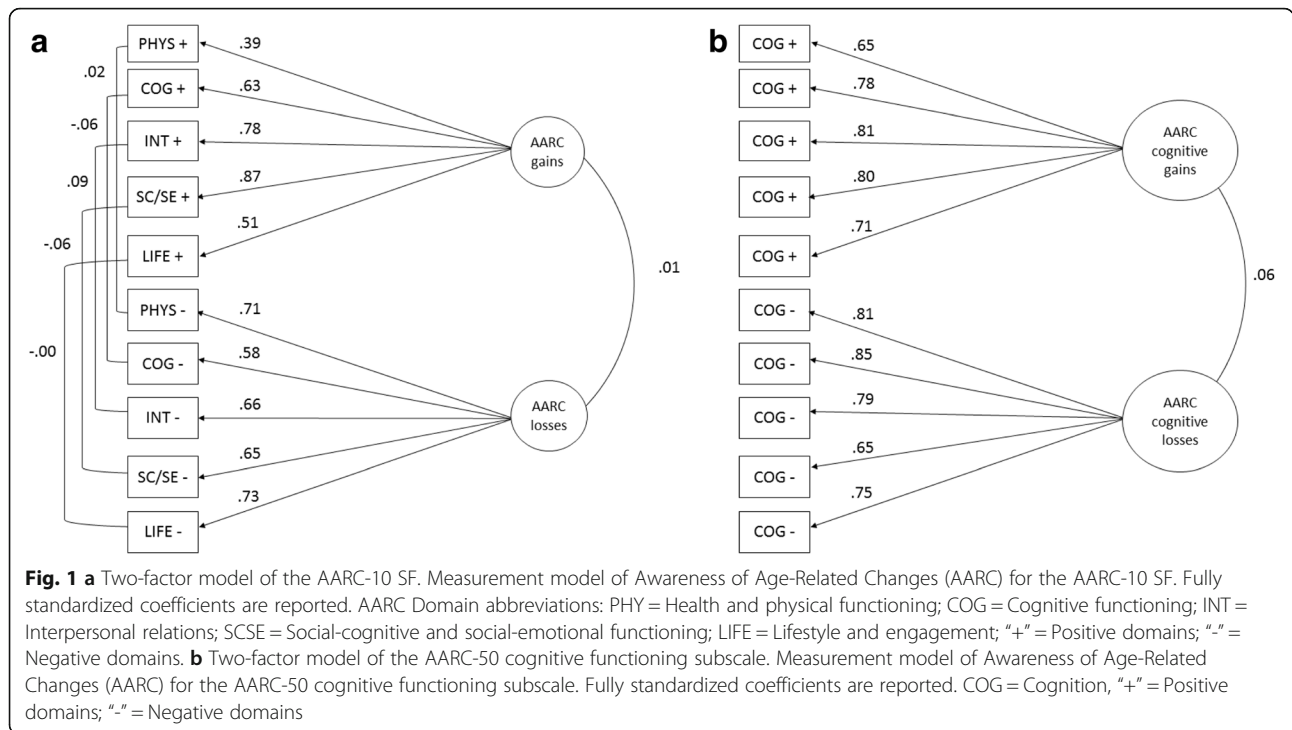 a
PHYS +
COG +
INT +
SC/SE +
LIFE +
PHYS -
COG -
INT -
SC/SE -
LIFE -
.02
-.06
.09
-.06
-.00
.39
.63
.78
.87
.51
.71
.58
.66
.65
.73
AARC
gains
AARC
losses
.01
b
COG +
COG +
COG +
COG +
COG +
COG -
COG -
COG -
COG -
COG -
.65
.78
.81
.80
.71
.81
.85
.79
.65
.75
AARC
cognitive
gains
AARC
cognitive
losses
.06
Fig. 1 a Two-factor model of the AARC-10 SF. Measurement model of Awareness of Age-Related Changes (AARC) for the AARC-10 SF. Fully
standardized coefficients are reported. AARC Domain abbreviations: PHY = Health and physical functioning; COG = Cognitive functioning; INT =
Interpersonal relations; SCSE = Social-cognitive and social-emotional functioning; LIFE = Lifestyle and engagement; “+” = Positive domains; “-” =
Negative domains. b Two-factor model of the AARC-50 cognitive functioning subscale. Measurement model of Awareness of Age-Related
Changes (AARC) for the AARC-50 cognitive functioning subscale. Fully standardized coefficients are reported. COG = Cognition, “+” = Positive
domains; “-” = Negative domains